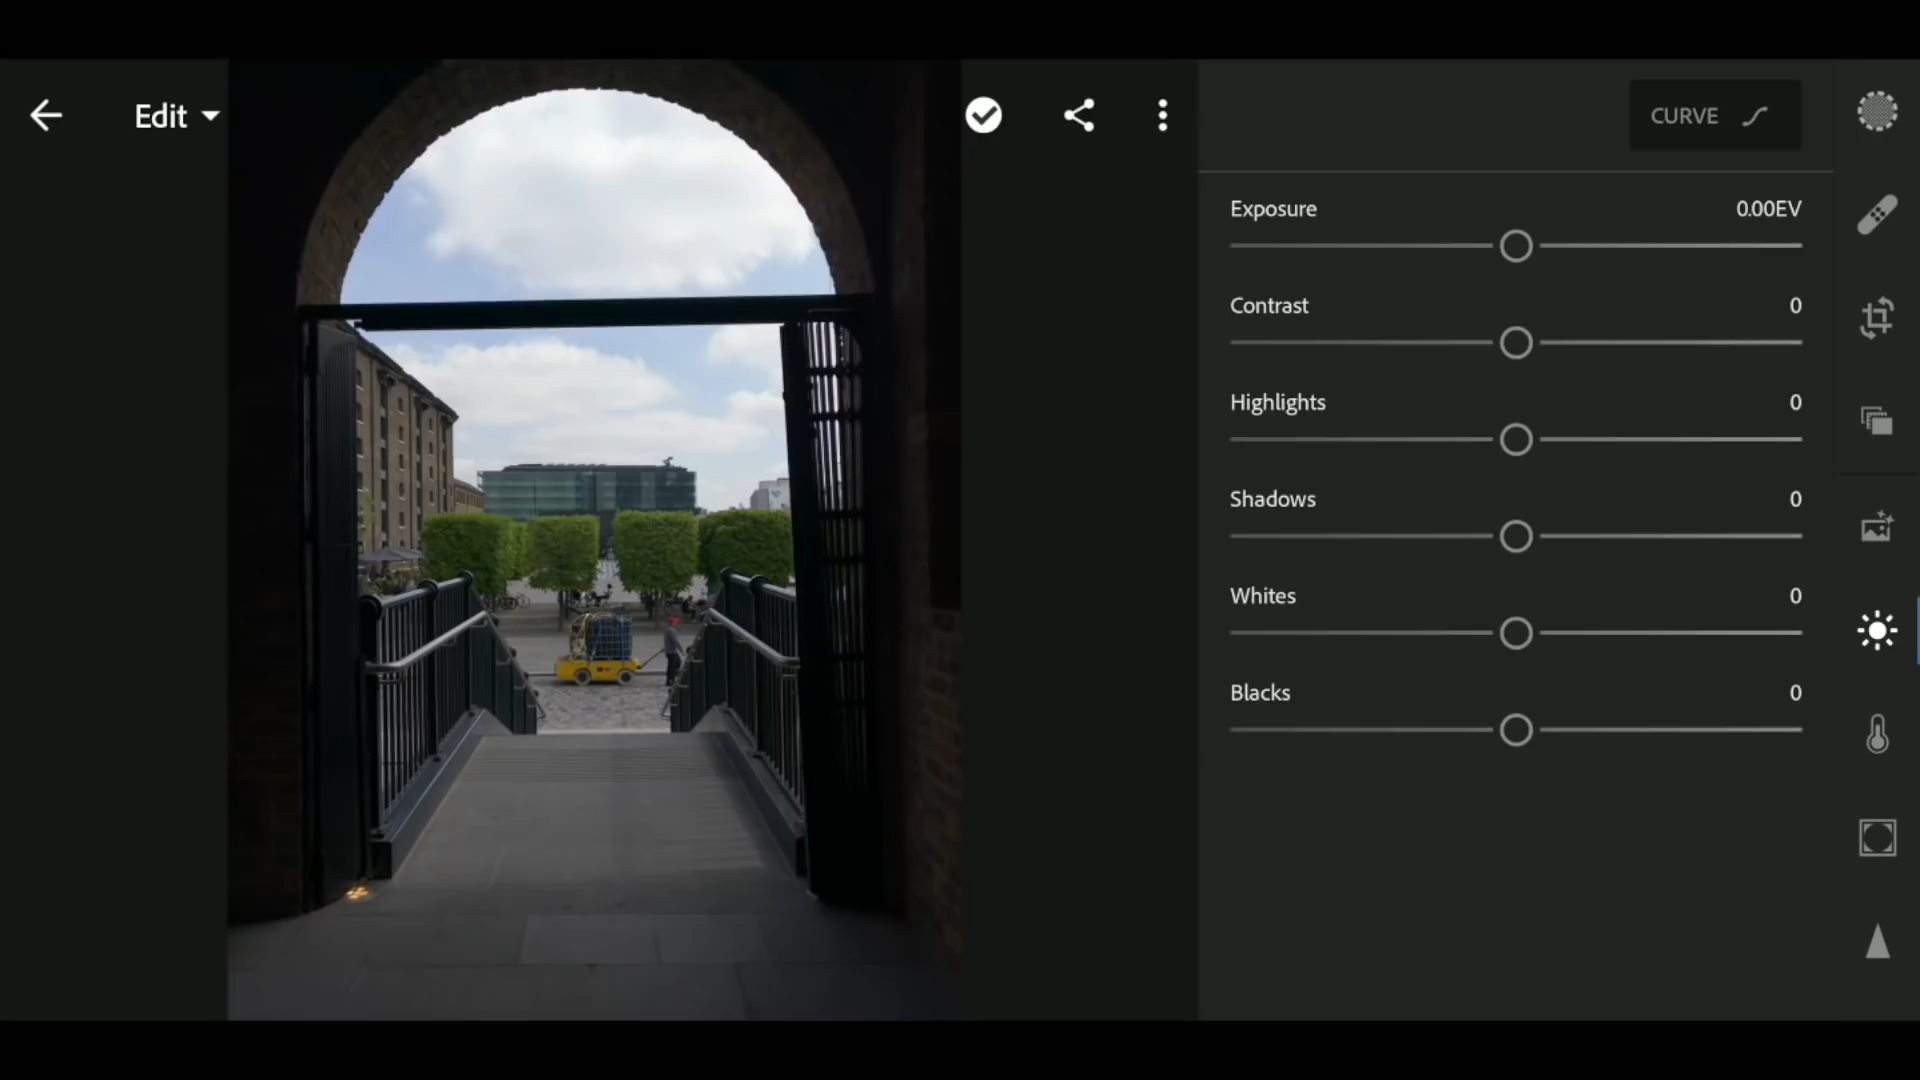 Edit
CURVE
Exposure 0.00EV
Contrast 0
Highlights 0
Shadows 0
Whites 0
Blacks 0